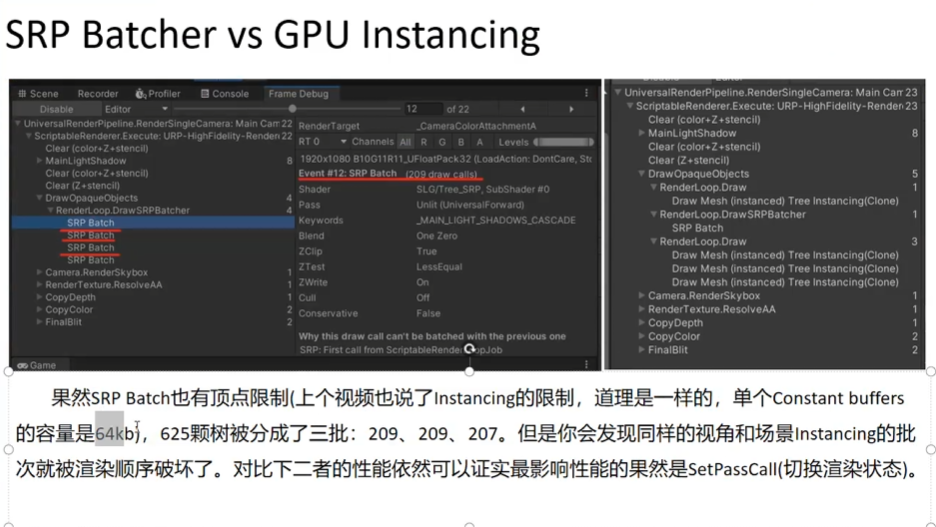 SRP Batcher vs GPU Instancing
Scene Recorder Profiler Console Frame Debug
Disable Editor 12 of 22
UniversalRenderPipeline.RenderSingleCamera: Main Cam 22
ScriptableRenderer.Execute: URP-HighFidelity-Render 22
Clear (color+Z+stencil)
MainLightShadow 8
Clear (color+Z+stencil)
Clear (Z+stencil)
DrawOpaqueObjects 4
RenderLoop.DrawSRPBatcher 4
SRP Batch
SRP Batch
SRP Batch
SRP Batch
Camera.RenderSkybox 1
RenderTexture.ResolveAA 1
CopyDepth 1
CopyColor 2
FinalBlit 2
Game
RenderTarget _CameraColorAttachmentA
RT 0 Channels All R G B A Levels
1920x1080 B10G11R11_UFloatPack32 (LoadAction: DontCare, Sto
Event #12: SRP Batch (209 draw calls)
Shader SLG/Tree_SRP, SubShader #0
Pass Unlit (UniversalForward)
Keywords _MAIN_LIGHT_SHADOWS_CASCADE
Blend One Zero
ZClip True
ZTest LessEqual
ZWrite On
Cull Off
Conservative False
Why this draw call can't be batched with the previous one
SRP: First call from ScriptableRender opJob
UniversalRenderPipeline.RenderSingleCamera: Main Cam 23
ScriptableRenderer.Execute: URP-HighFidelity-Render 23
Clear (color+Z+stencil)
MainLightShadow 8
Clear (color+Z+stencil)
Clear (Z+stencil)
DrawOpaqueObjects 5
RenderLoop.Draw 1
Draw Mesh (instanced) Tree Instancing(Clone)
RenderLoop.DrawSRPBatcher 1
SRP Batch
RenderLoop.Draw 3
Draw Mesh (instanced) Tree Instancing(Clone)
Draw Mesh (instanced) Tree Instancing(Clone)
Draw Mesh (instanced) Tree Instancing(Clone)
Camera.RenderSkybox 1
RenderTexture.ResolveAA 1
CopyDepth 1
CopyColor 2
FinalBlit 2
果然SRP Batch也有顶点限制(上个视频也说了Instancing的限制，道理是一样的，单个Constant buffers
的容量是64kb)，625颗树被分成了三批：209、209、207。但是你会发现同样的视角和场景Instancing的批
次就被渲染顺序破坏了。对比下二者的性能依然可以证实最影响性能的果然是SetPassCall(切换渲染状态)。